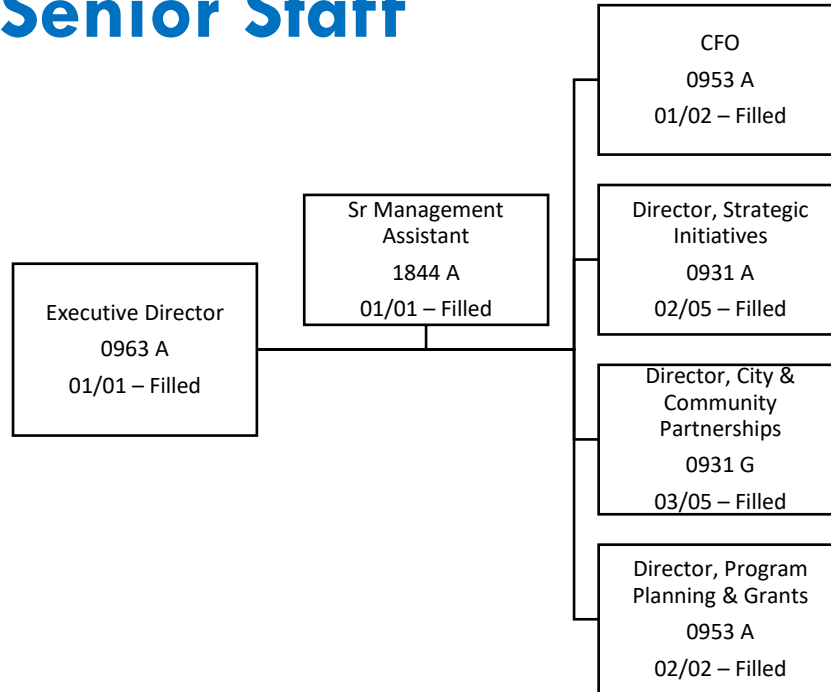 Senior Staff
Executive Director
0963 A
01/01 – Filled
Sr Management
Assistant
1844 A
01/01 – Filled
CFO
0953 A
01/02 – Filled
Director, Strategic
Initiatives
0931 A
02/05 – Filled
Director, City &
Community
Partnerships
0931 G
03/05 – Filled
Director, Program
Planning & Grants
0953 A
02/02 – Filled